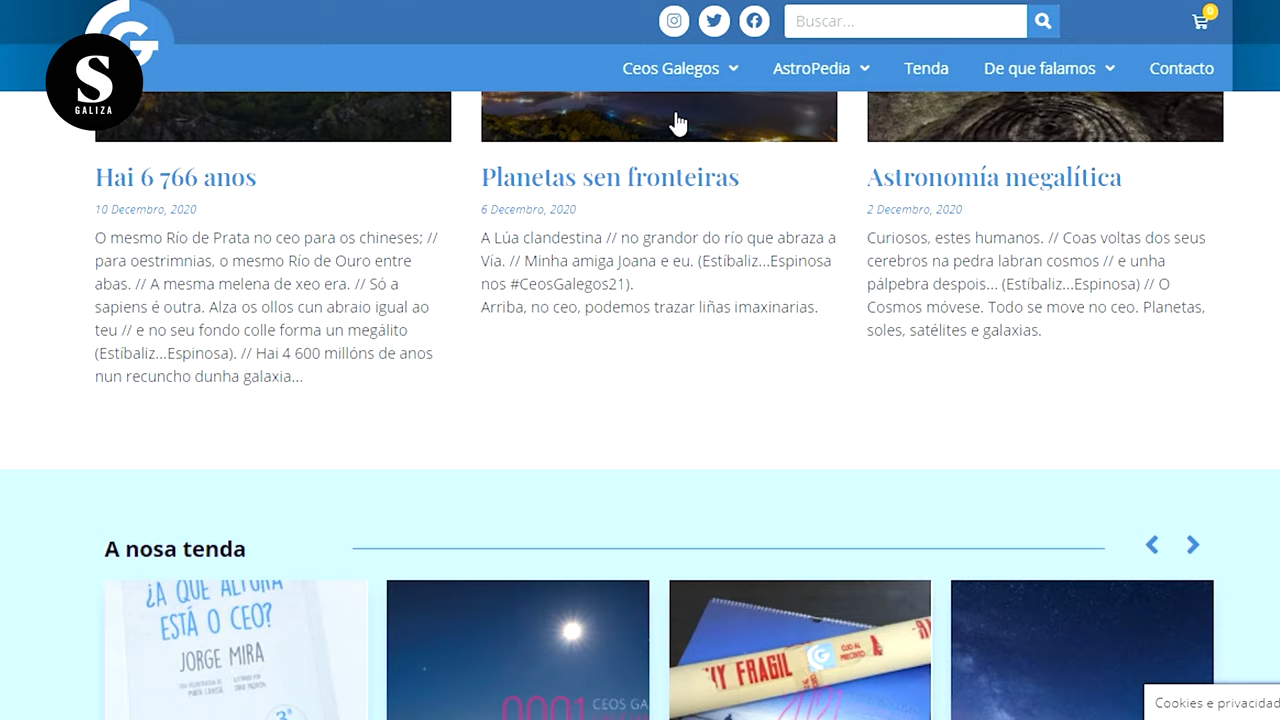 Buscar...
0
S
GALIZA
Ceos Galegos
AstroPedia
Tenda
De que falamos
Contacto
Hai 6 766 anos
10 Decembro, 2020
O mesmo Río de Prata no ceo para os chineses; //
para oestrimnias, o mesmo Río de Ouro entre
abas. // A mesma melena de xeo era. // Só a
sapiens é outra. Alza os ollos cun abraio igual ao
teu // e no seu fondo colle forma un megálito
(Estíbaliz...Espinosa). // Hai 4 600 millóns de anos
nun recuncho dunha galaxia...
Planetas sen fronteiras
6 Decembro, 2020
A Lúa clandestina // no grandor do río que abraza a
Vía. // Minha amiga Joana e eu. (Estíbaliz...Espinosa
nos #CeosGalegos21).
Arriba, no ceo, podemos trazar liñas imaxinarias.
Astronomía megalítica
2 Decembro, 2020
Curiosos, estes humanos. // Coas voltas dos seus
cerebros na pedra labran cosmos // e unha
pálpebra despois... (Estíbaliz...Espinosa) // O
Cosmos móvese. Todo se move no ceo. Planetas,
soles, satélites e galaxias.
A nosa tenda
¿A QUE ALTURA
ESTÁ O CEO?
JORGE MIRA
3ª
CEOS GA
FRAGIL
OJO AL
PRECINTO
2021
Cookies e privacidad